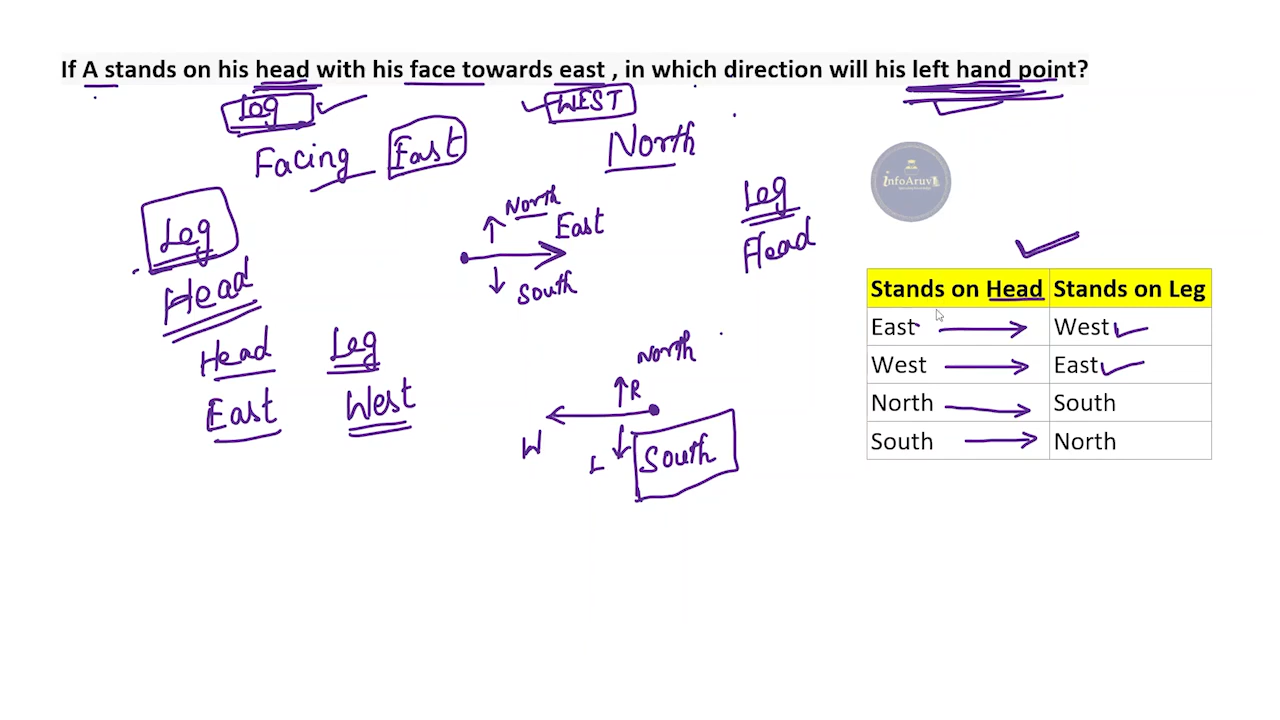 If A stands on his head with his face towards east , in which direction will his left hand point?
Leg WEST
Facing East North
Leg
Head
Head Leg
East West
North
East
South
Leg
Head
North
R
W
L South
InfoAruvi
Stands on Head Stands on Leg
East West
West East
North South
South North